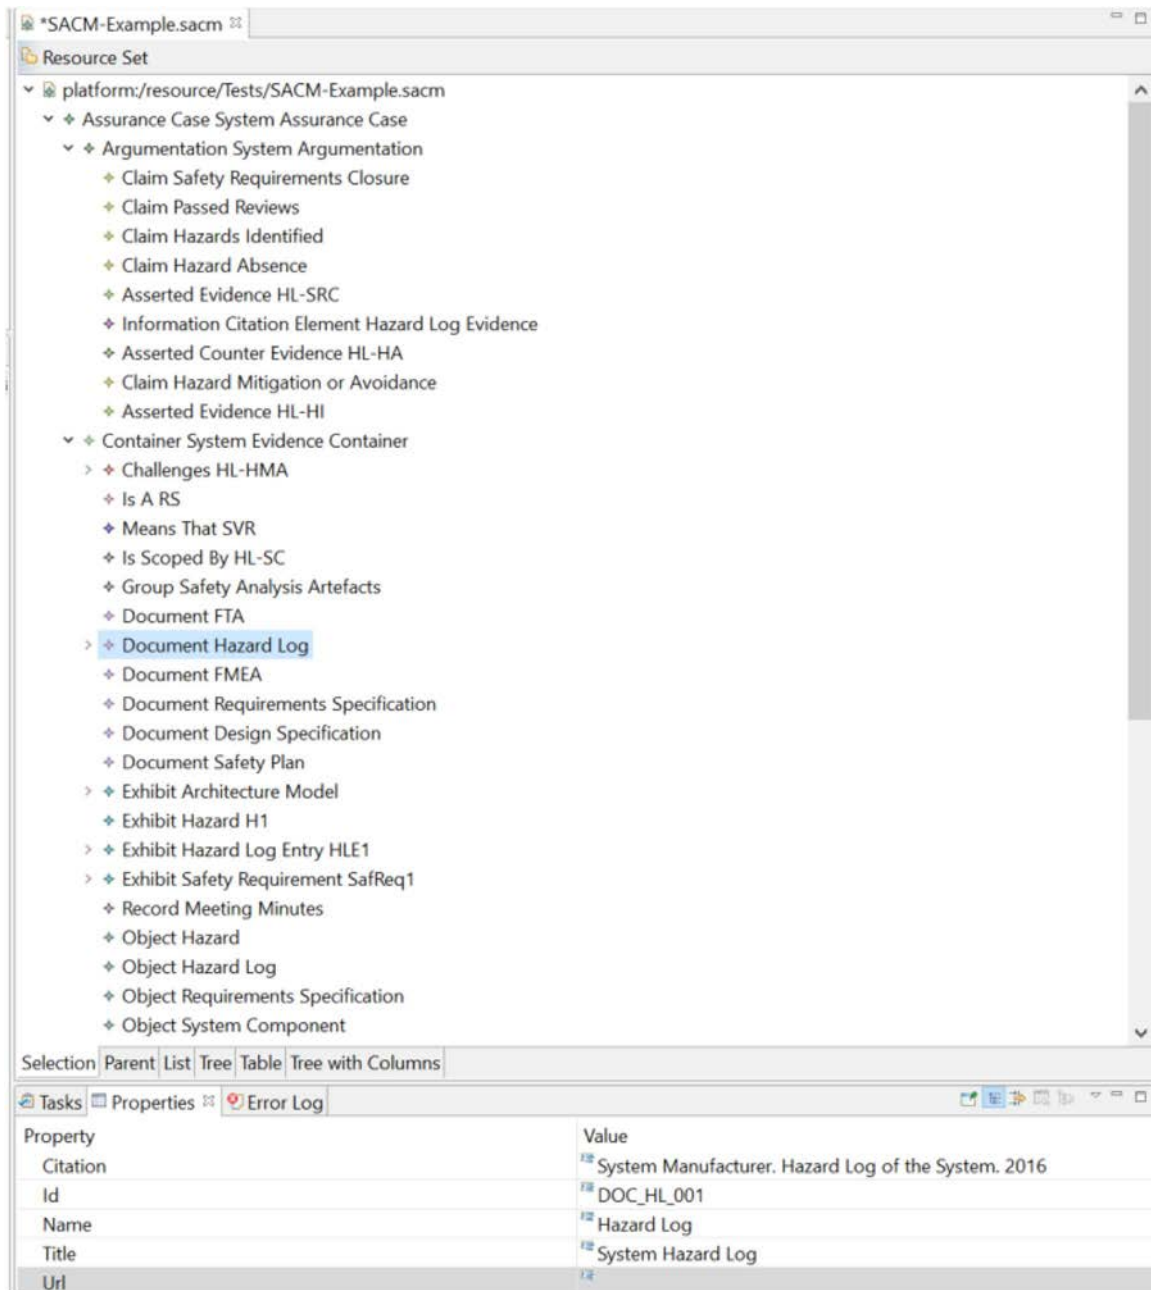 *SACM-Example.sacm
Resource Set
platform:/resource/Tests/SACM-Example.sacm
Assurance Case System Assurance Case
Argumentation System Argumentation
Claim Safety Requirements Closure
Claim Passed Reviews
Claim Hazards Identified
Claim Hazard Absence
Asserted Evidence HL-SRC
Information Citation Element Hazard Log Evidence
Asserted Counter Evidence HL-HA
Claim Hazard Mitigation or Avoidance
Asserted Evidence HL-HI
Container System Evidence Container
Challenges HL-HMA
Is A RS
Means That SVR
Is Scoped By HL-SC
Group Safety Analysis Artefacts
Document FTA
Document Hazard Log
Document FMEA
Document Requirements Specification
Document Design Specification
Document Safety Plan
Exhibit Architecture Model
Exhibit Hazard H1
Exhibit Hazard Log Entry HLE1
Exhibit Safety Requirement SafReq1
Record Meeting Minutes
Object Hazard
Object Hazard Log
Object Requirements Specification
Object System Component
Selection Parent List Tree Table Tree with Columns
Tasks Properties Error Log
Property Value
Citation System Manufacturer. Hazard Log of the System. 2016
Id DOC_HL_001
Name Hazard Log
Title System Hazard Log
Url